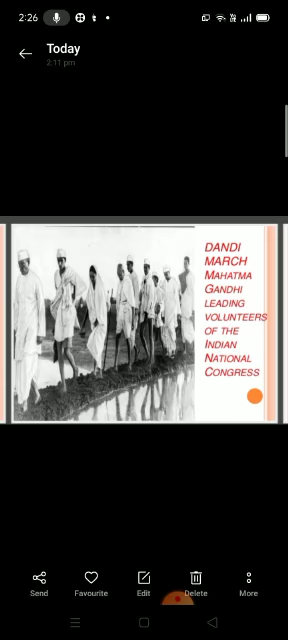 2:26
Today
2:11 pm
DANDI
MARCH
MAHATMA
GANDHI
LEADING
VOLUNTEERS
OF THE
INDIAN
NATIONAL
CONGRESS
Send Favourite Edit Delete More